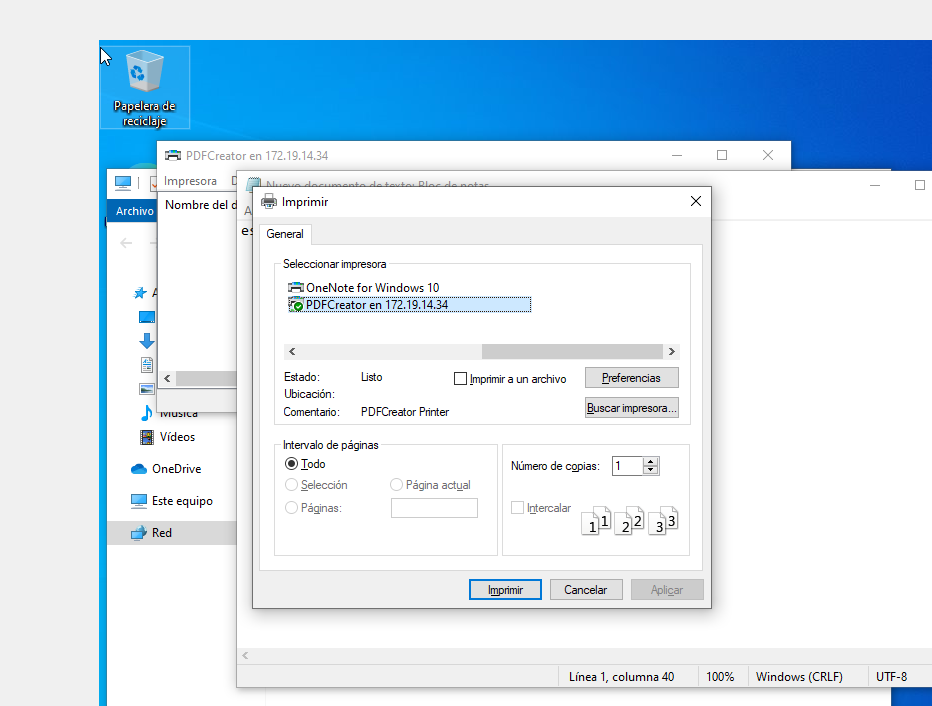 Papelera de
reciclaje
PDFCreator en 172.19.14.34
Impresora
Nuevo documento de texto: Bloc de notas
Archivo
Nombre del d
Imprimir
General
Seleccionar impresora
OneNote for Windows 10
PDFCreator en 172.19.14.34
Estado: Listo
Imprimir a un archivo
Preferencias
Ubicación:
Comentario: PDFCreator Printer
Buscar impresora...
Intervalo de páginas
Todo
Selección
Página actual
Páginas:
Número de copias: 1
Intercalar
1 1 2 2 3 3
Imprimir
Cancelar
Aplicar
Música
Vídeos
OneDrive
Este equipo
Red
Línea 1, columna 40
100%
Windows (CRLF)
UTF-8